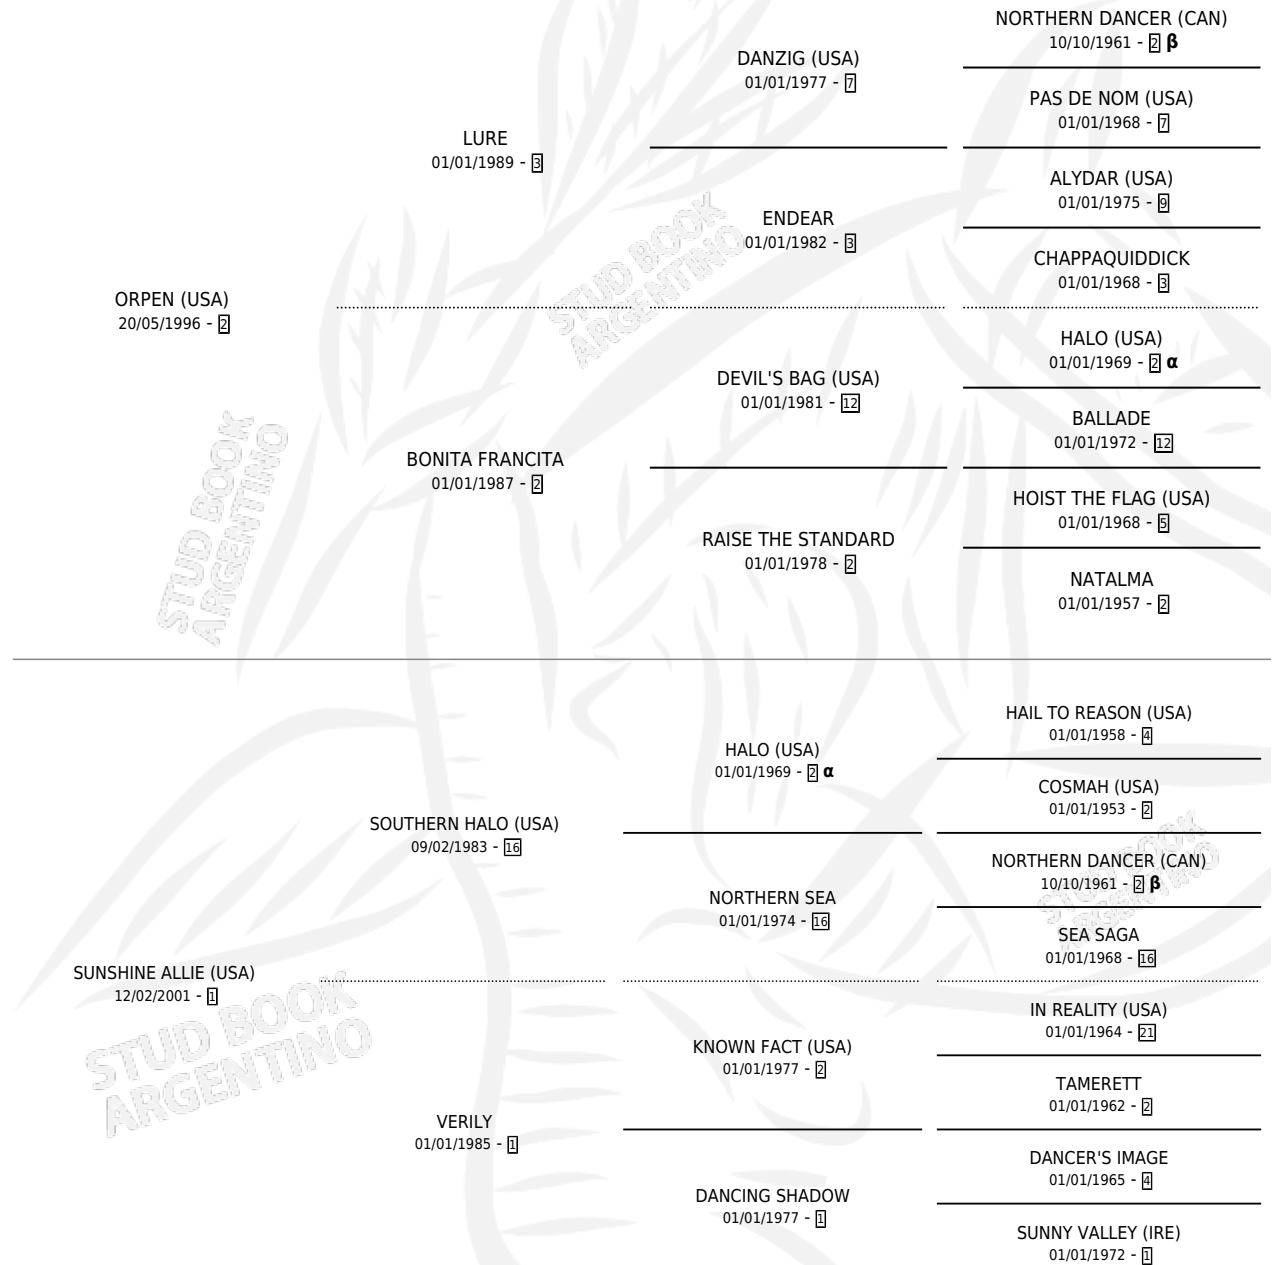 NORTHERN DANCER (CAN)
10/10/1961 - 2 β
DANZIG (USA)
01/01/1977 - 7
PAS DE NOM (USA)
01/01/1968 - 7
LURE
01/01/1989 - 3
ALYDAR (USA)
01/01/1975 - 9
ENDEAR
01/01/1982 - 3
CHAPPAQUIDDICK
01/01/1968 - 3
ORPEN (USA)
20/05/1996 - 2
HALO (USA)
01/01/1969 - 2 α
DEVIL'S BAG (USA)
01/01/1981 - 12
BALLADE
01/01/1972 - 12
BONITA FRANCITA
01/01/1987 - 2
HOIST THE FLAG (USA)
01/01/1968 - 5
RAISE THE STANDARD
01/01/1978 - 2
NATALMA
01/01/1957 - 2
HAIL TO REASON (USA)
01/01/1958 - 4
HALO (USA)
01/01/1969 - 2 α
COSMAH (USA)
01/01/1953 - 2
SOUTHERN HALO (USA)
09/02/1983 - 16
NORTHERN DANCER (CAN)
10/10/1961 - 2 β
NORTHERN SEA
01/01/1974 - 16
SEA SAGA
01/01/1968 - 16
SUNSHINE ALLIE (USA)
12/02/2001 - 1
IN REALITY (USA)
01/01/1964 - 21
KNOWN FACT (USA)
01/01/1977 - 2
TAMERETT
01/01/1962 - 2
VERILY
01/01/1985 - 1
DANCER'S IMAGE
01/01/1965 - 4
DANCING SHADOW
01/01/1977 - 1
SUNNY VALLEY (IRE)
01/01/1972 - 1
STUD BOOK
ARGENTINO
STUD BOOK
ARGENTINO
STUD BOOK
ARGENTINO
STUD BOOK
ARGENTINO